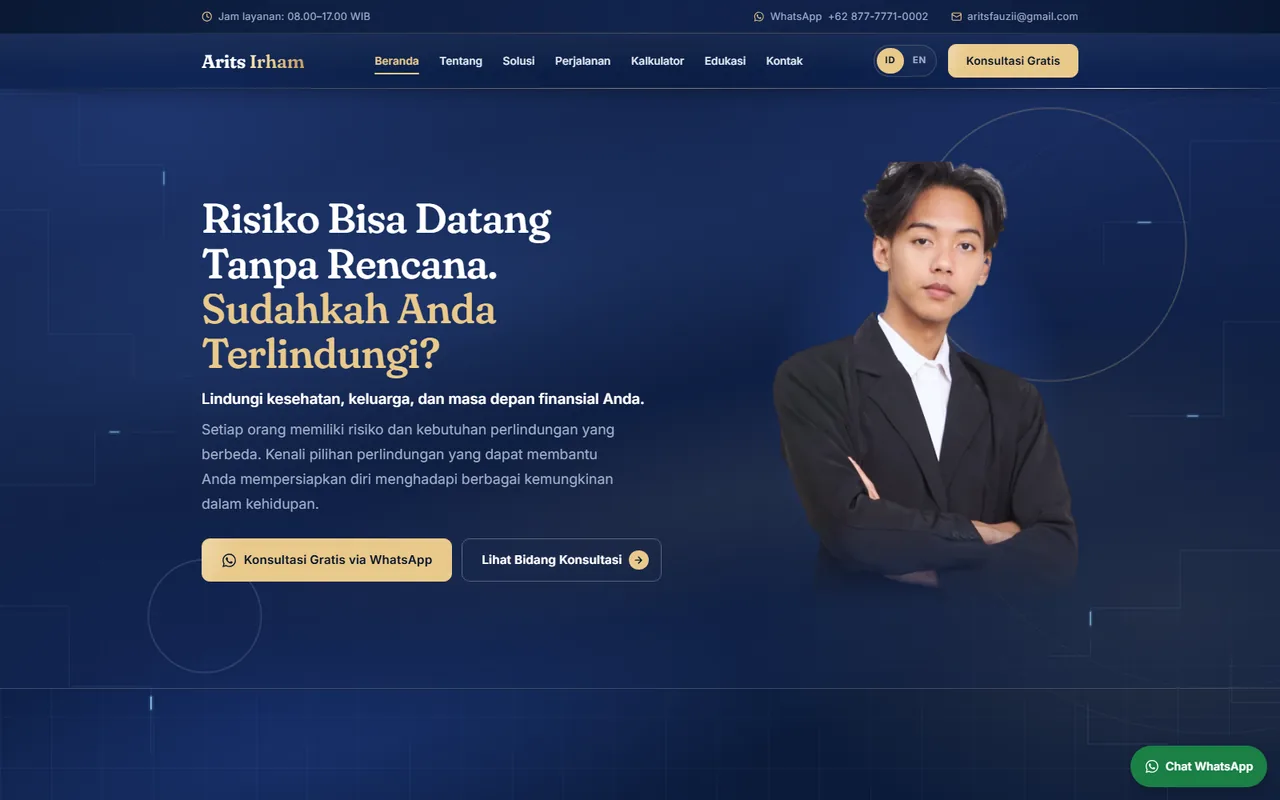 Jam layanan: 08.00–17.00 WIB
WhatsApp +62 877-7771-0002
aritsfauzii@gmail.com
Arits Irham
Beranda
Tentang
Solusi
Perjalanan
Kalkulator
Edukasi
Kontak
ID
EN
Konsultasi Gratis
Risiko Bisa Datang
Tanpa Rencana.
Sudahkah Anda
Terlindungi?
Lindungi kesehatan, keluarga, dan masa depan finansial Anda.
Setiap orang memiliki risiko dan kebutuhan perlindungan yang
berbeda. Kenali pilihan perlindungan yang dapat membantu
Anda mempersiapkan diri menghadapi berbagai kemungkinan
dalam kehidupan.
Konsultasi Gratis via WhatsApp
Lihat Bidang Konsultasi
Chat WhatsApp